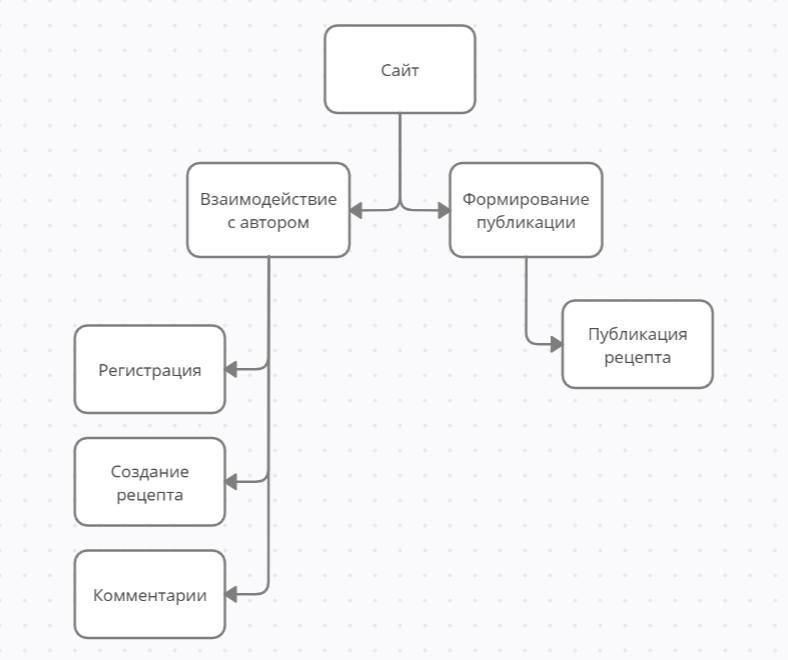 Сайт
Взаимодействие
с автором
Формирование
публикации
Публикация
рецепта
Регистрация
Создание
рецепта
Комментарии